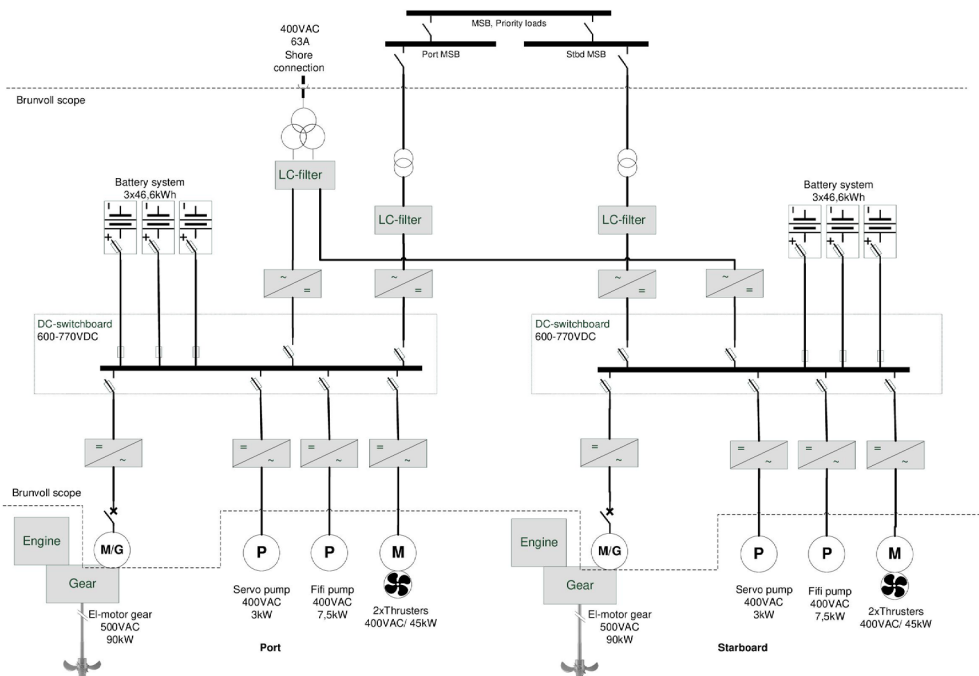 MSB, Priority loads
400VAC
63A
Shore
connection
Port MSB
Stbd MSB
Brunvoll scope
LC-filter
Battery system
3x46,6kWh
LC-filter
LC-filter
Battery system
3x46,6kWh
DC-switchboard
600-770VDC
DC-switchboard
600-770VDC
Brunvoll scope
Engine
M/G
P
P
M
Gear
Servo pump
400VAC
3kW
Fifi pump
400VAC
7,5kW
2xThrusters
400VAC/ 45kW
El-motor gear
500VAC
90kW
Port
Engine
M/G
P
P
M
Gear
Servo pump
400VAC
3kW
Fifi pump
400VAC
7,5kW
2xThrusters
400VAC/ 45kW
El-motor gear
500VAC
90kW
Starboard